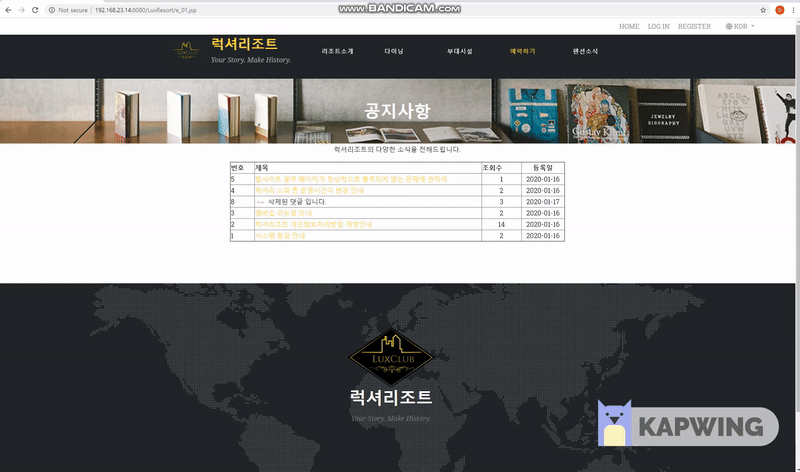 www.BANDICAM.com
Not secure 192.168.23.14:8080/LuxResort/e_01.jsp
HOME LOG IN REGISTER KOR
LUXCLUB
럭셔리조트
Your Story. Make History.
리조트소개 다이닝 부대시설 예약하기 팬션소식
공지사항
JEWELRY BIOGRAPHY
Gustav Klimt
럭셔리조트의 다양한 소식을 전해드립니다.
번호 제목 조회수 등록일
5 웹사이트 일부 페이지가 정상적으로 출력되지 않는 문제에 관하여 1 2020-01-16
4 럭셔리 운영시간의 변경 안내 2 2020-01-16
8 삭제된 댓글 입니다. 3 2020-01-17
3 멤버십 리뉴얼 안내 2 2020-01-16
2 럭셔리조트 개인정보처리방침 개정안내 14 2020-01-16
1 시스템 점검 안내 2 2020-01-16
LUXCLUB
럭셔리조트
Your Story. Make History.
KAPWING